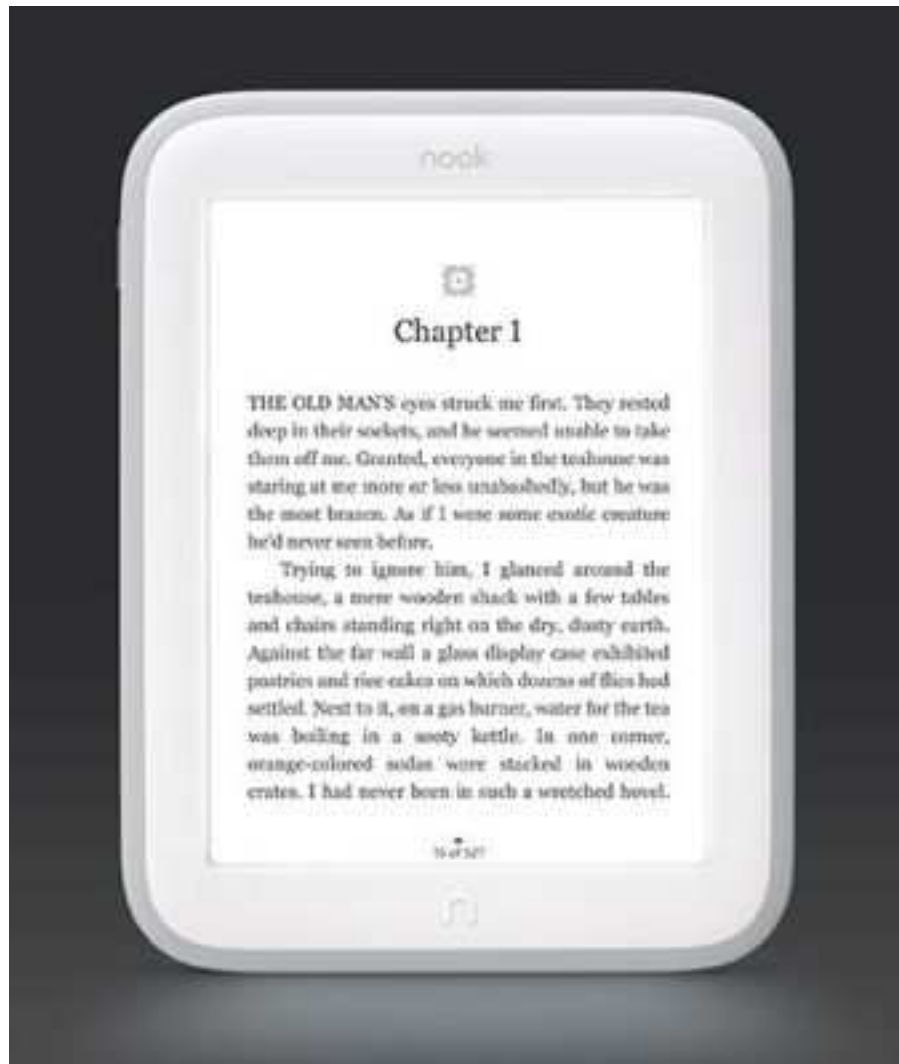 nook
Chapter 1
THE OLD MAN'S eyes struck me first. They rested
deep in their sockets, and he seemed unable to take
them off me. Granted, everyone in the teahouse was
staring at me more or less unabashedly, but he was
the most brazen. As if I were some exotic creature
he'd never seen before.
Trying to ignore him, I glanced around the
teahouse, a mere wooden shack with a few tables
and chairs standing right on the dry, dusty earth.
Against the far wall a glass display case exhibited
pastries and rice cakes on which dozens of flies had
settled. Next to it, on a gas burner, water for the tea
was boiling in a sooty kettle. In one corner,
orange-colored sodas were stacked in wooden
crates. I had never been in such a wretched hovel.
of